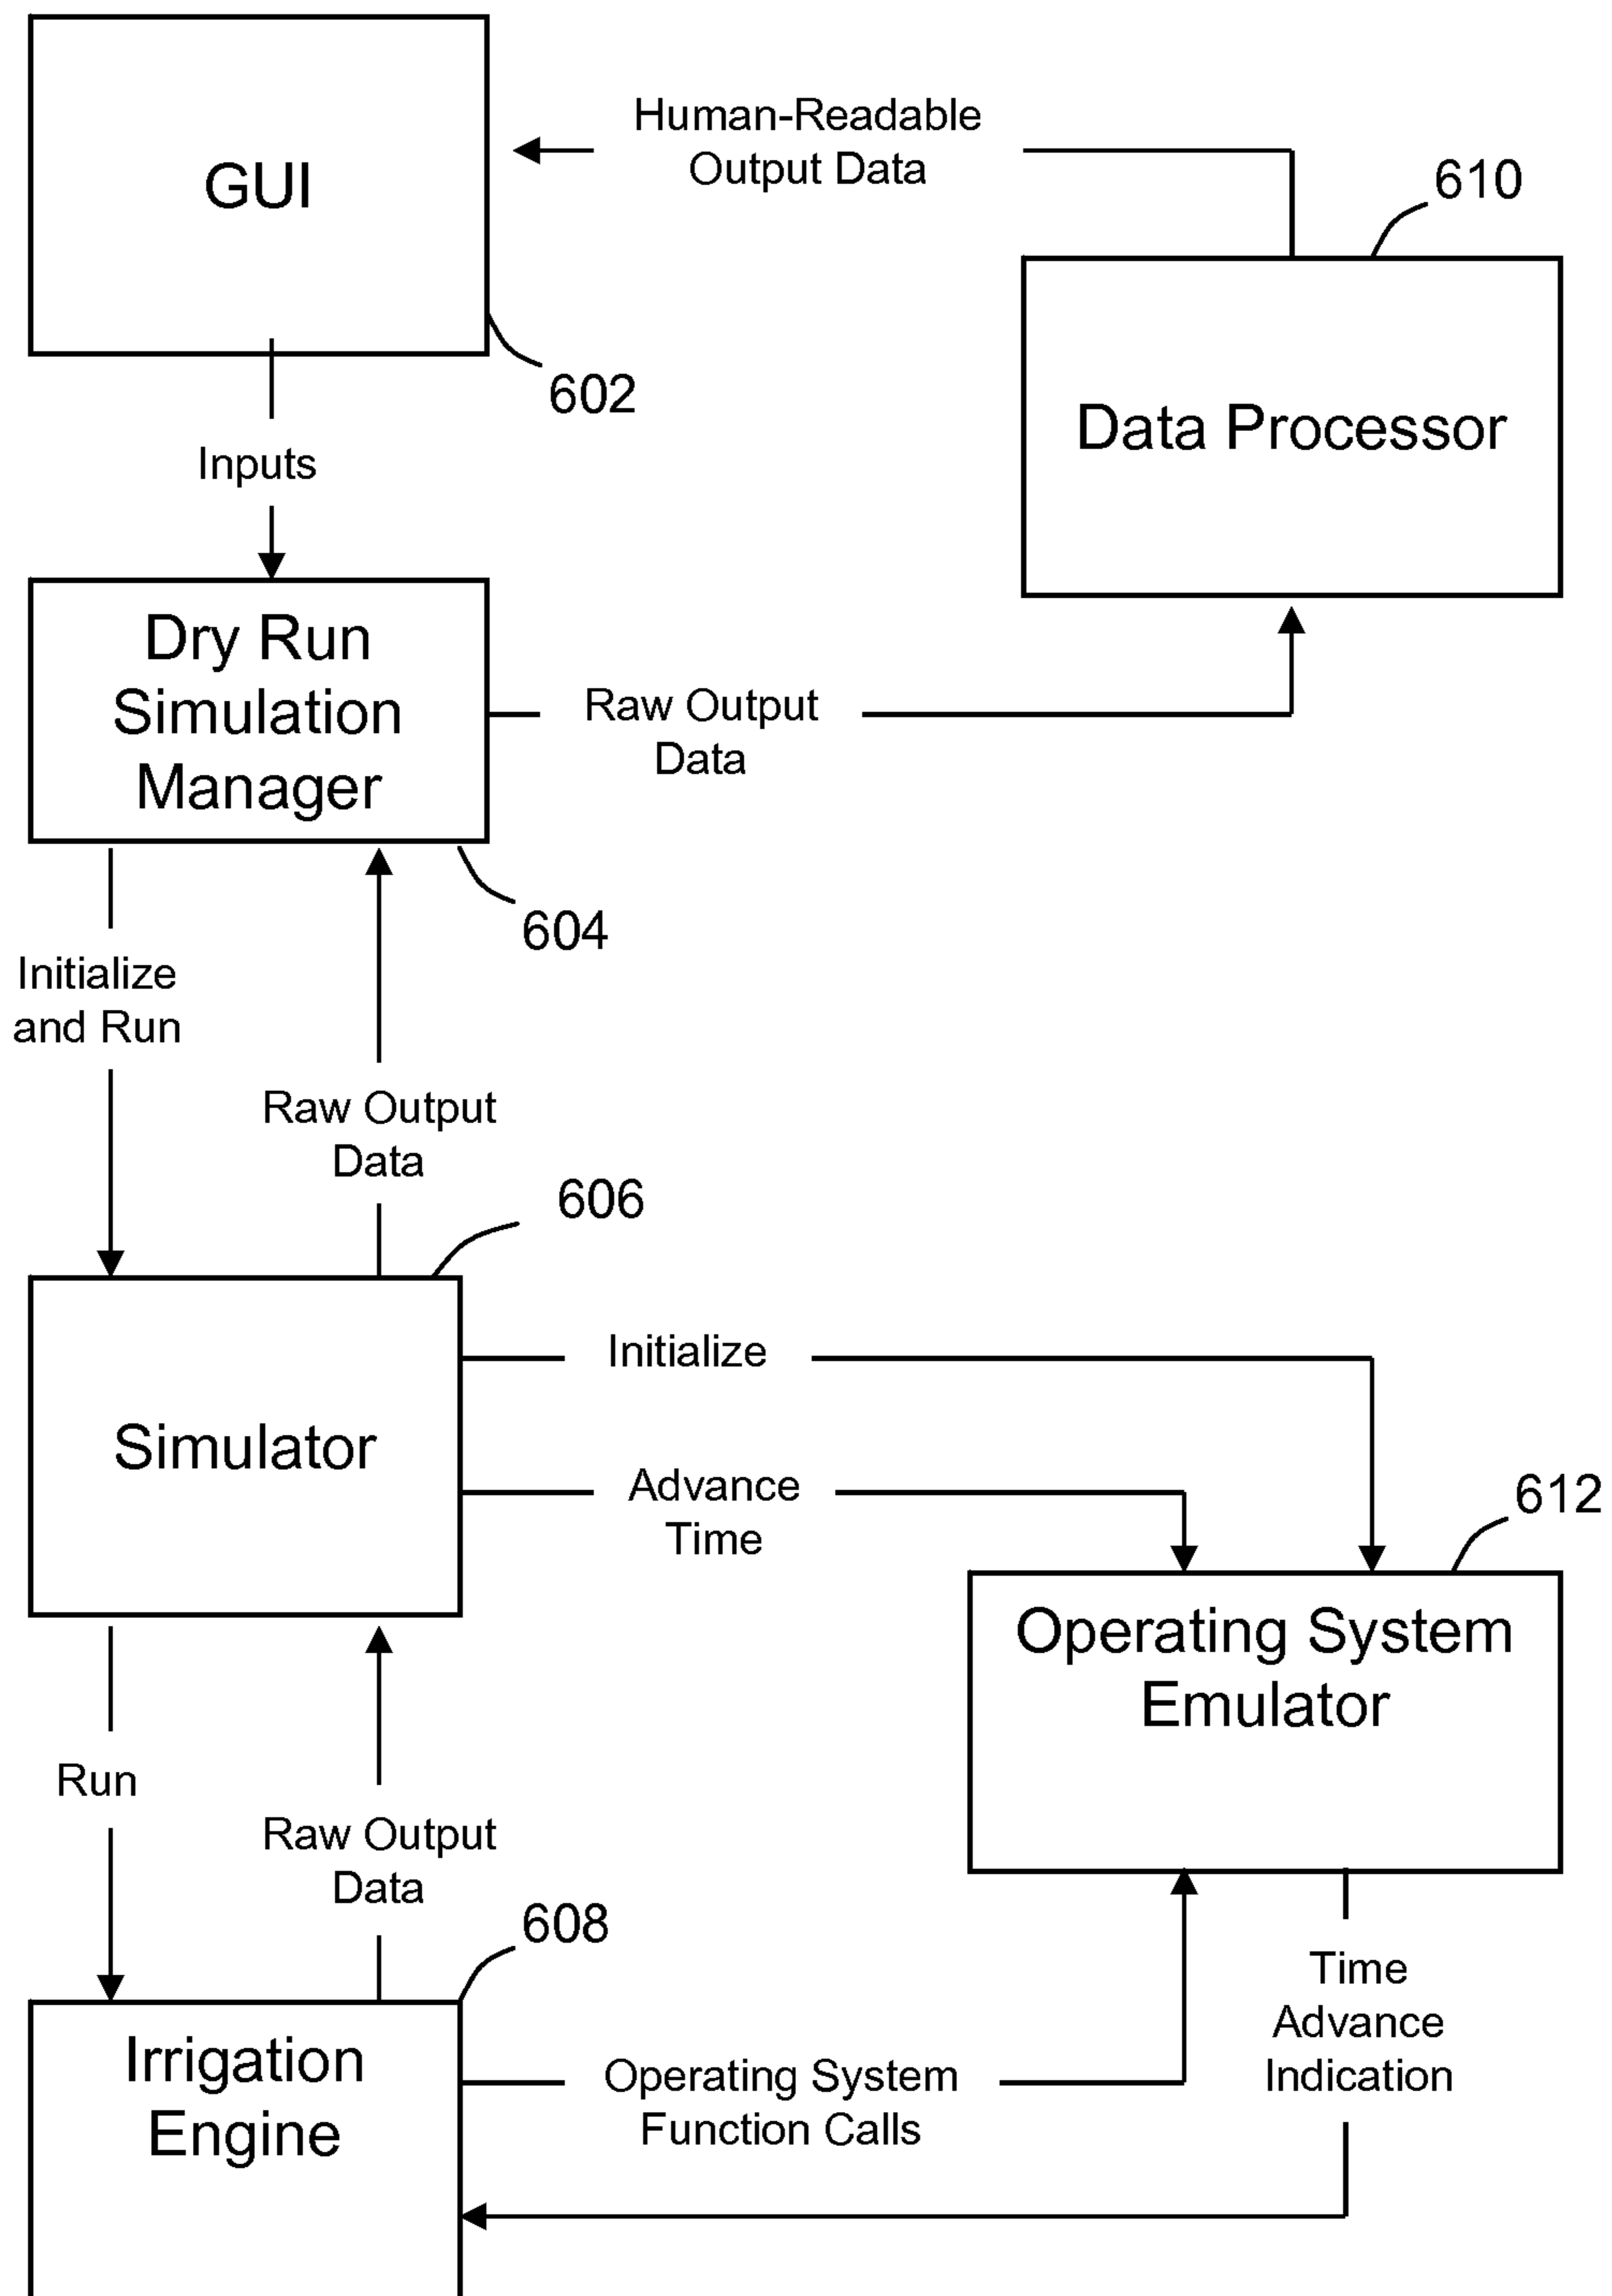 GUI
Human-Readable
Output Data
610
602
Data Processor
Inputs
Dry Run
Simulation
Manager
Raw Output
Data
604
Initialize
and Run
Raw Output
Data
606
Initialize
Simulator
Advance
Time
612
Operating System
Emulator
Run
Raw Output
Data
608
Time
Advance
Indication
Irrigation
Engine
Operating System
Function Calls